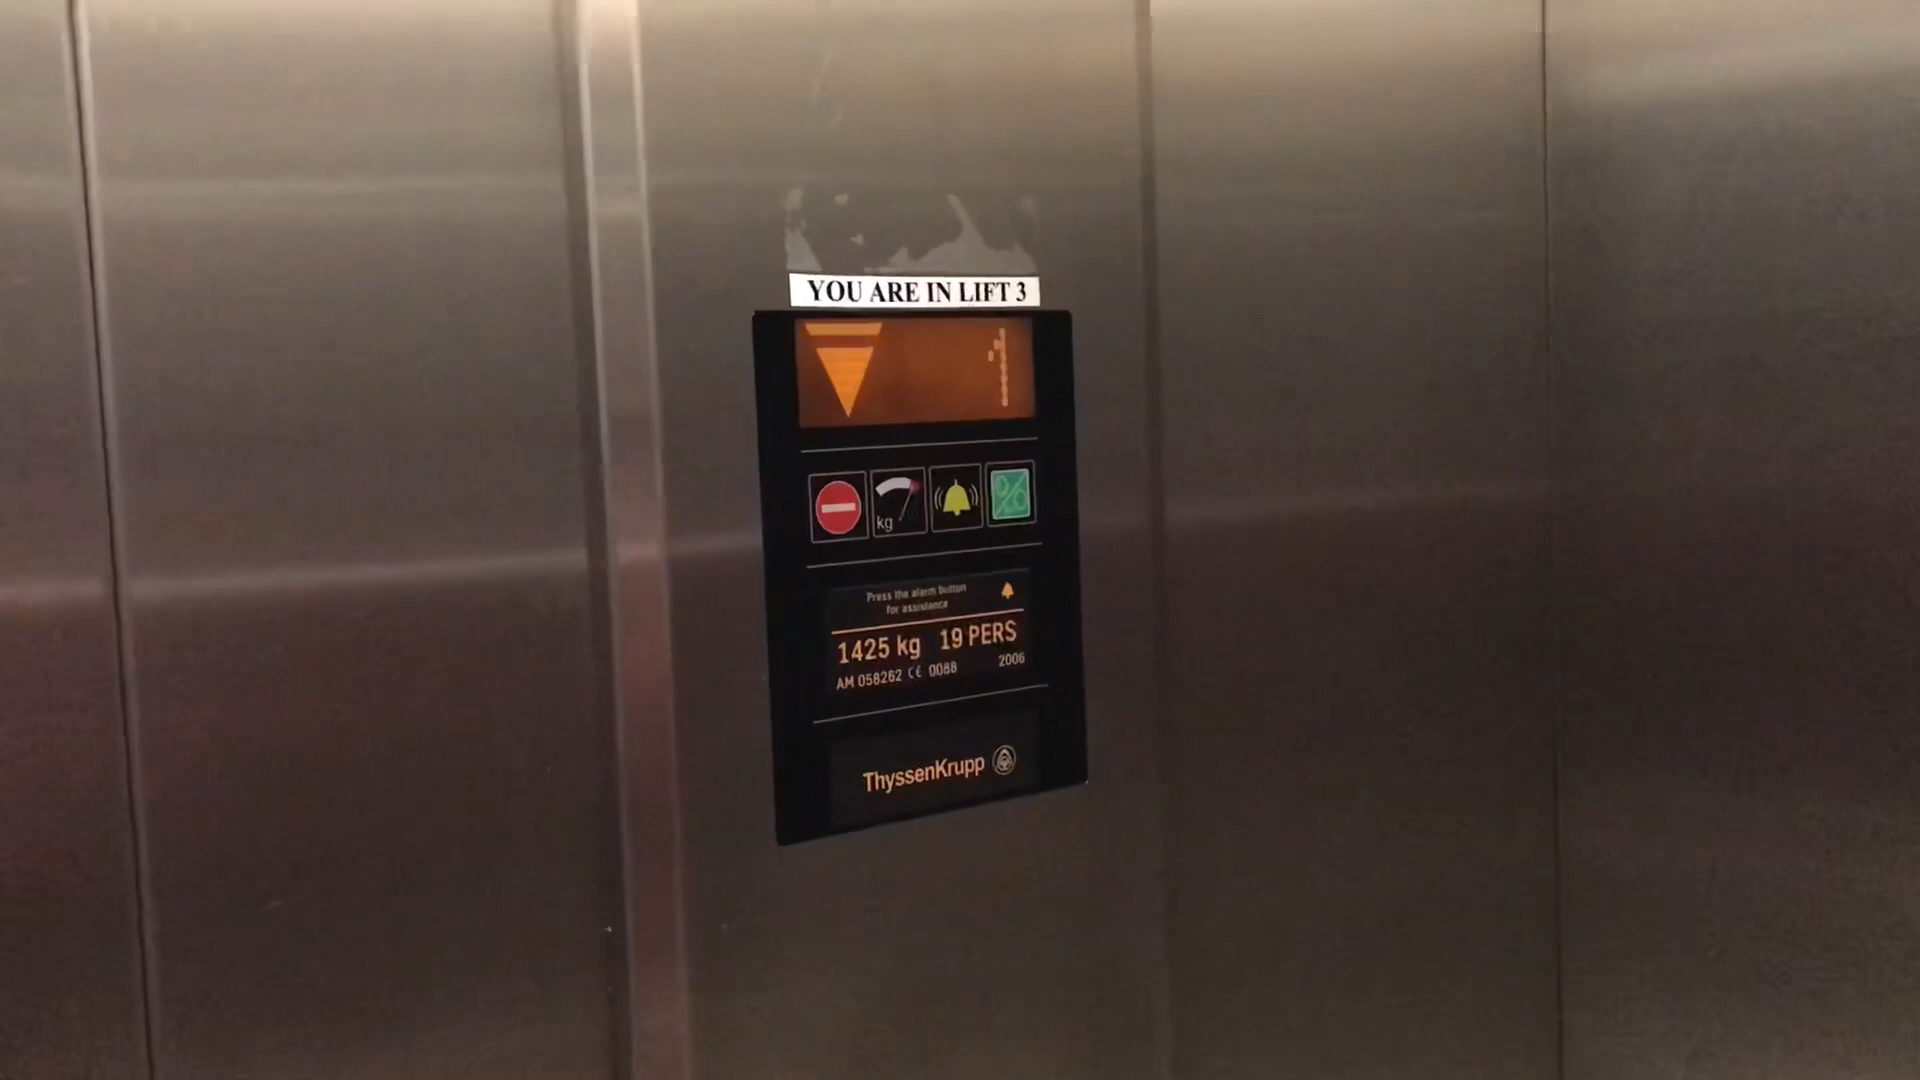 YOU ARE IN LIFT 3
1
kg
Press the alarm button
for assistance
1425 kg 19 PERS
AM 058262 CE 0088 2006
ThyssenKrupp